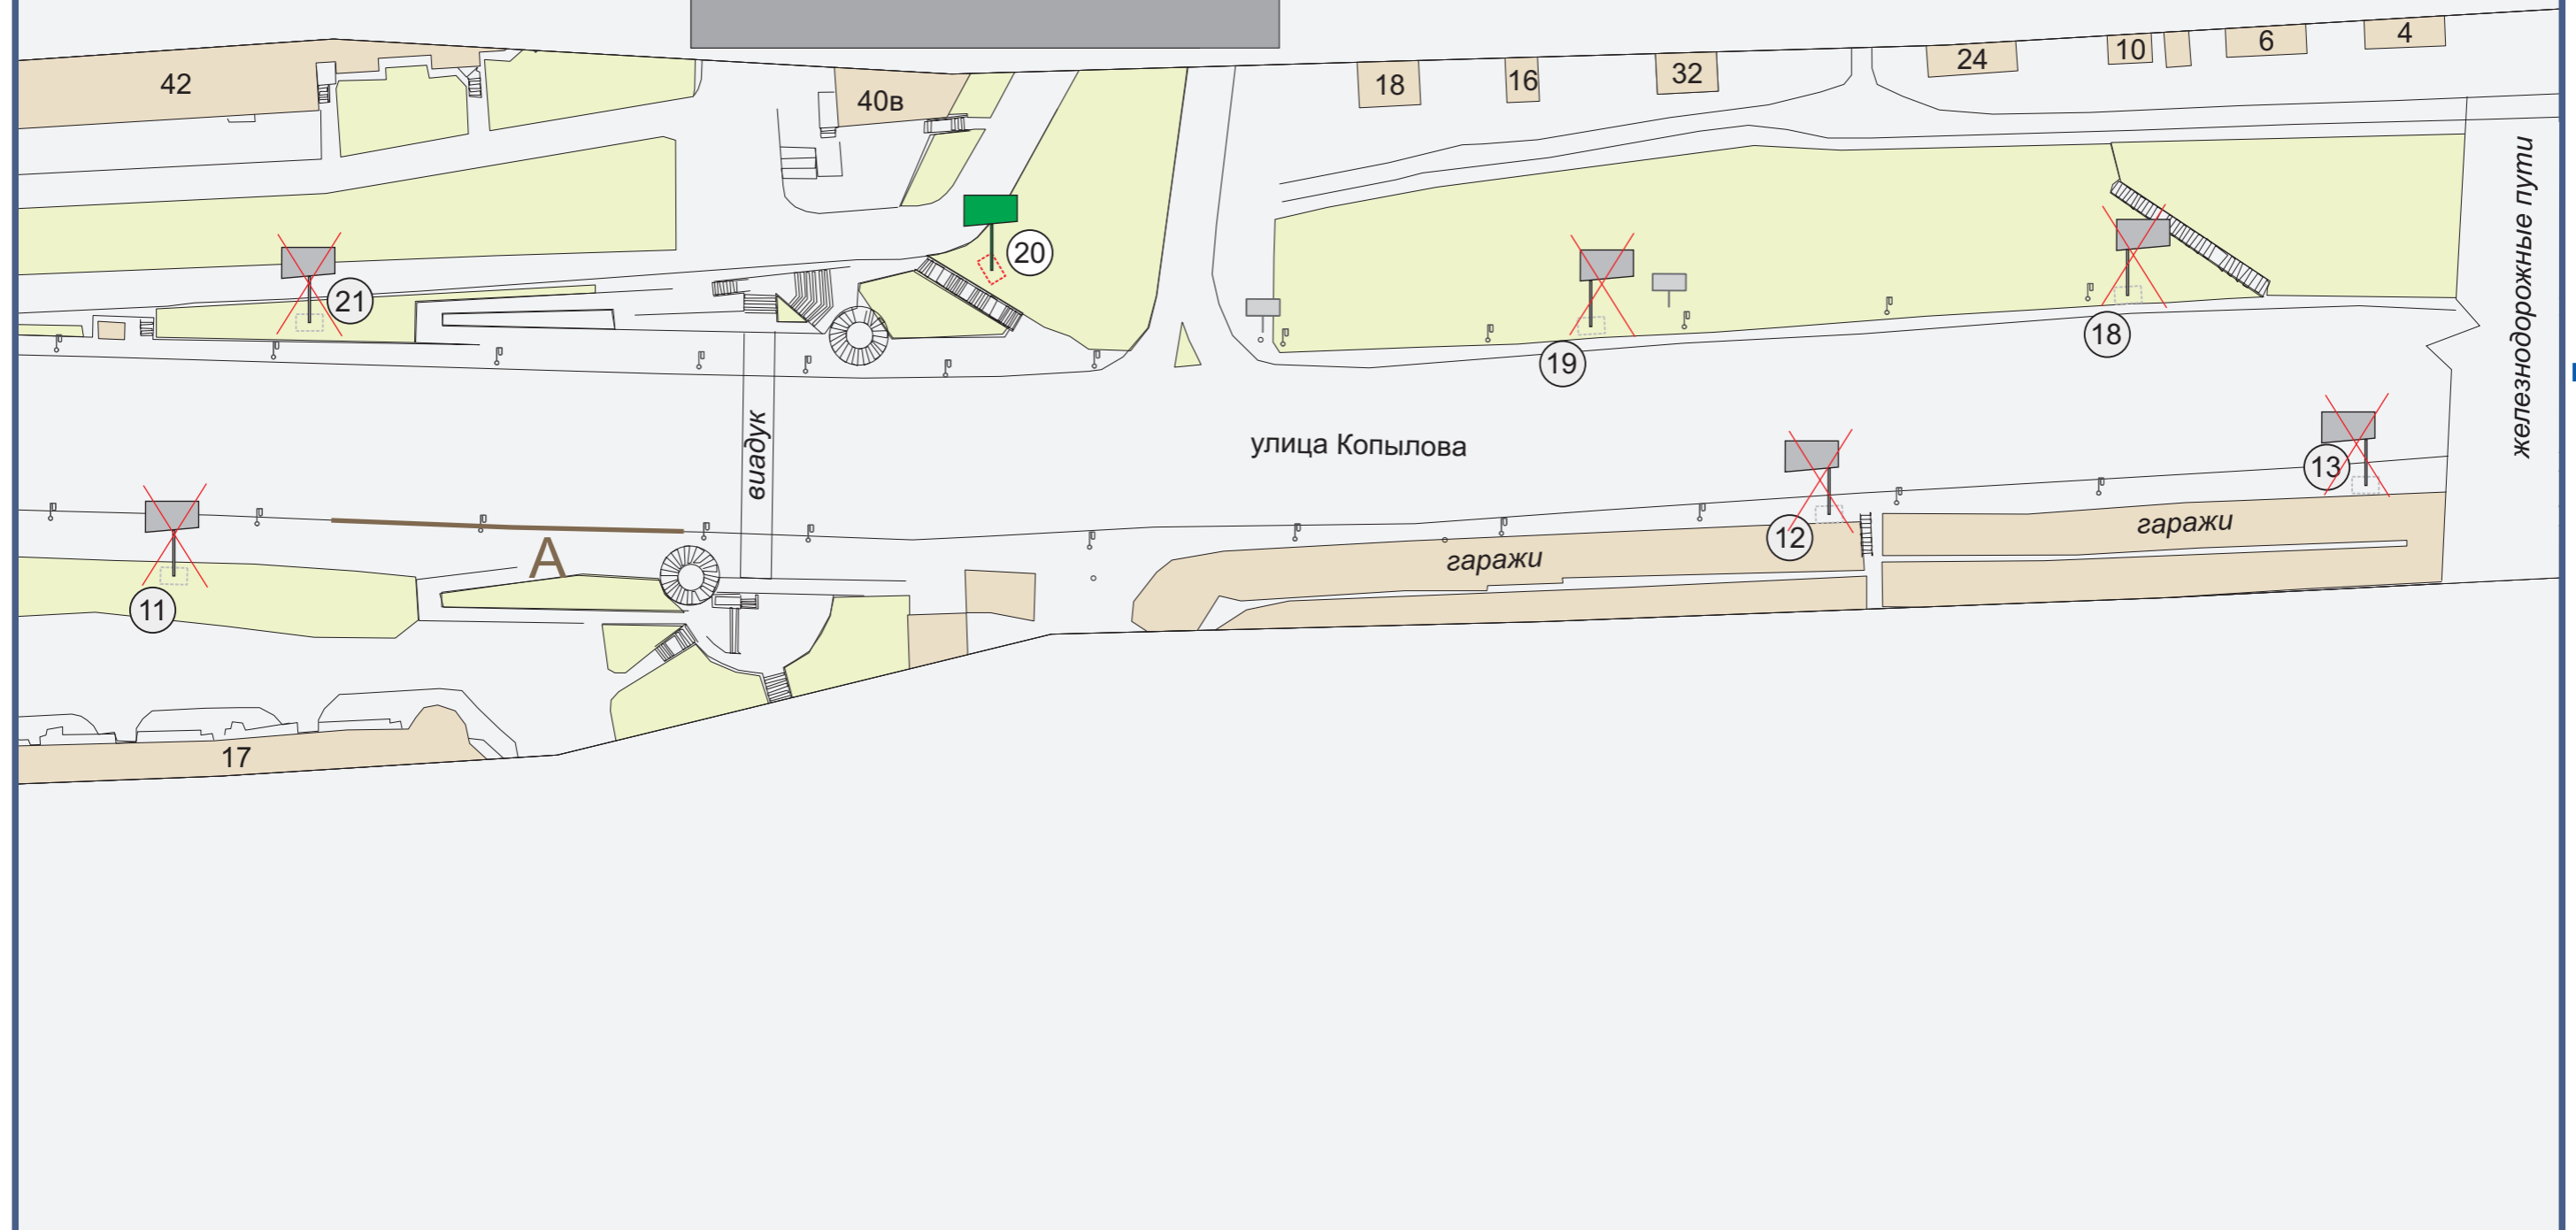 4
6
10
24
32
16
18
42
40в
железнодорожные пути
20
21
18
19
виадук
улица Копылова
13
12
гаражи
гаражи
А
11
17